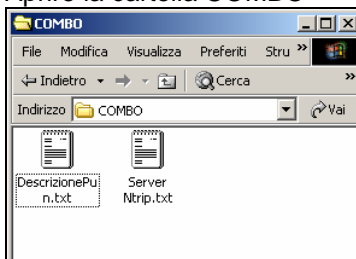 Aprire la cartella COMBO
COMBO
File Modifica Visualizza Preferiti Stru »
Indietro Cerca »
Indirizzo COMBO Vai
DescrizionePu Server
n.txt Ntrip.txt